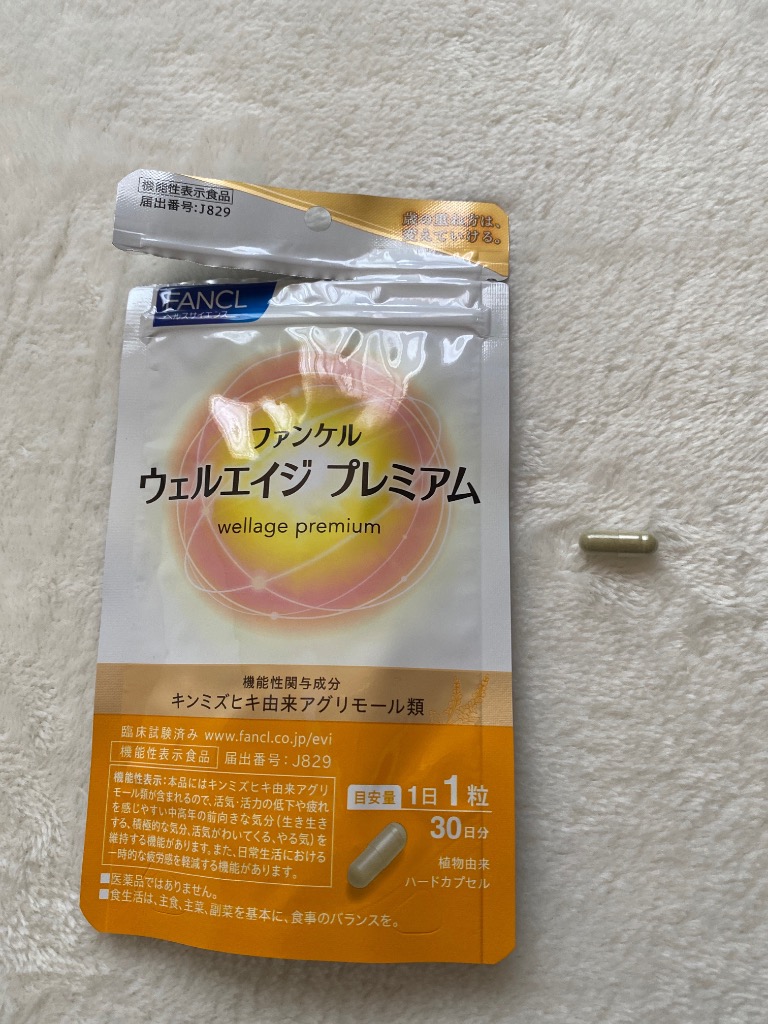 機能性表示食品
届出番号:J829
歳の重ね方は、
変えていける。
FANCL
ヘルスサイエンス
ファンケル
ウェルエイジ プレミアム
wellage premium
機能性関与成分
キンミズヒキ由来アグリモール類
臨床試験済み www.fancl.co.jp/evi
機能性表示食品 届出番号:J829
機能性表示:本品にはキンミズヒキ由来アグリ
モール類が含まれるので、活気・活力の低下や疲れ
を感じやすい中高年の前向きな気分(生き生き
する、積極的な気分、活気がわいてくる、やる気)を
維持する機能があります。また、日常生活における
一時的な疲労感を軽減する機能があります。
目安量 1日1粒
30日分
植物由来
ハードカプセル
■医薬品ではありません。
■食生活は、主食、主菜、副菜を基本に、食事のバランスを。